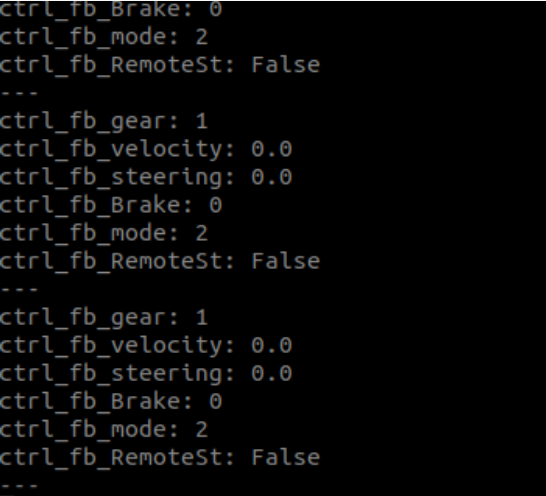 ctrl_fb_Brake: 0
ctrl_fb_mode: 2
ctrl_fb_RemoteSt: False
---
ctrl_fb_gear: 1
ctrl_fb_velocity: 0.0
ctrl_fb_steering: 0.0
ctrl_fb_Brake: 0
ctrl_fb_mode: 2
ctrl_fb_RemoteSt: False
---
ctrl_fb_gear: 1
ctrl_fb_velocity: 0.0
ctrl_fb_steering: 0.0
ctrl_fb_Brake: 0
ctrl_fb_mode: 2
ctrl_fb_RemoteSt: False
---